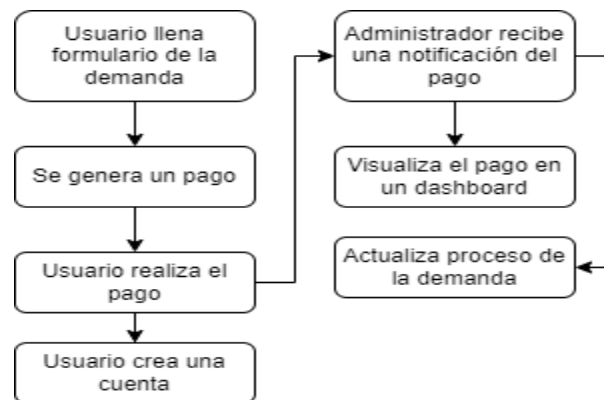 Usuario llena
formulario de la
demanda
Se genera un pago
Usuario realiza el
pago
Usuario crea una
cuenta
Administrador recibe
una notificación del
pago
Visualiza el pago en
un dashboard
Actualiza proceso de
la demanda